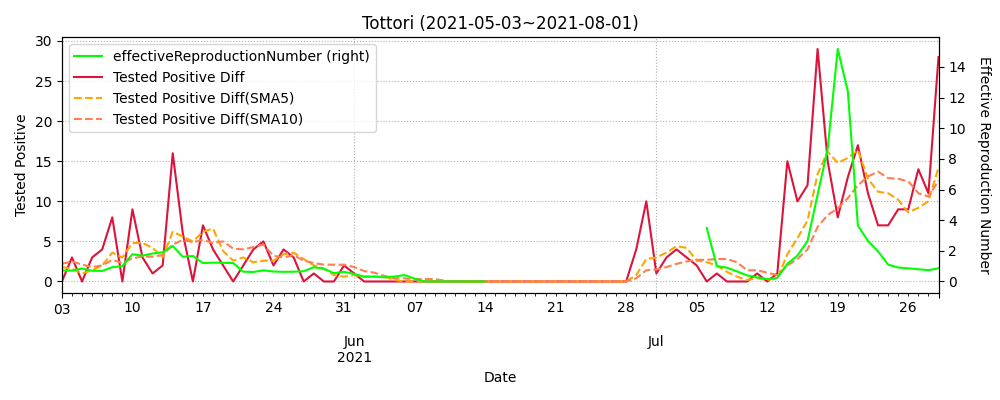 Tottori (2021-05-03~2021-08-01)
effectiveReproductionNumber (right)
Tested Positive Diff
Tested Positive Diff(SMA5)
Tested Positive Diff(SMA10)
Tested Positive
30
25
20
15
10
5
0
Effective Reproduction Number
14
12
10
8
6
4
2
0
03 10 17 24 31 07 14 21 28 05 12 19 26
Jun Jul
2021
Date